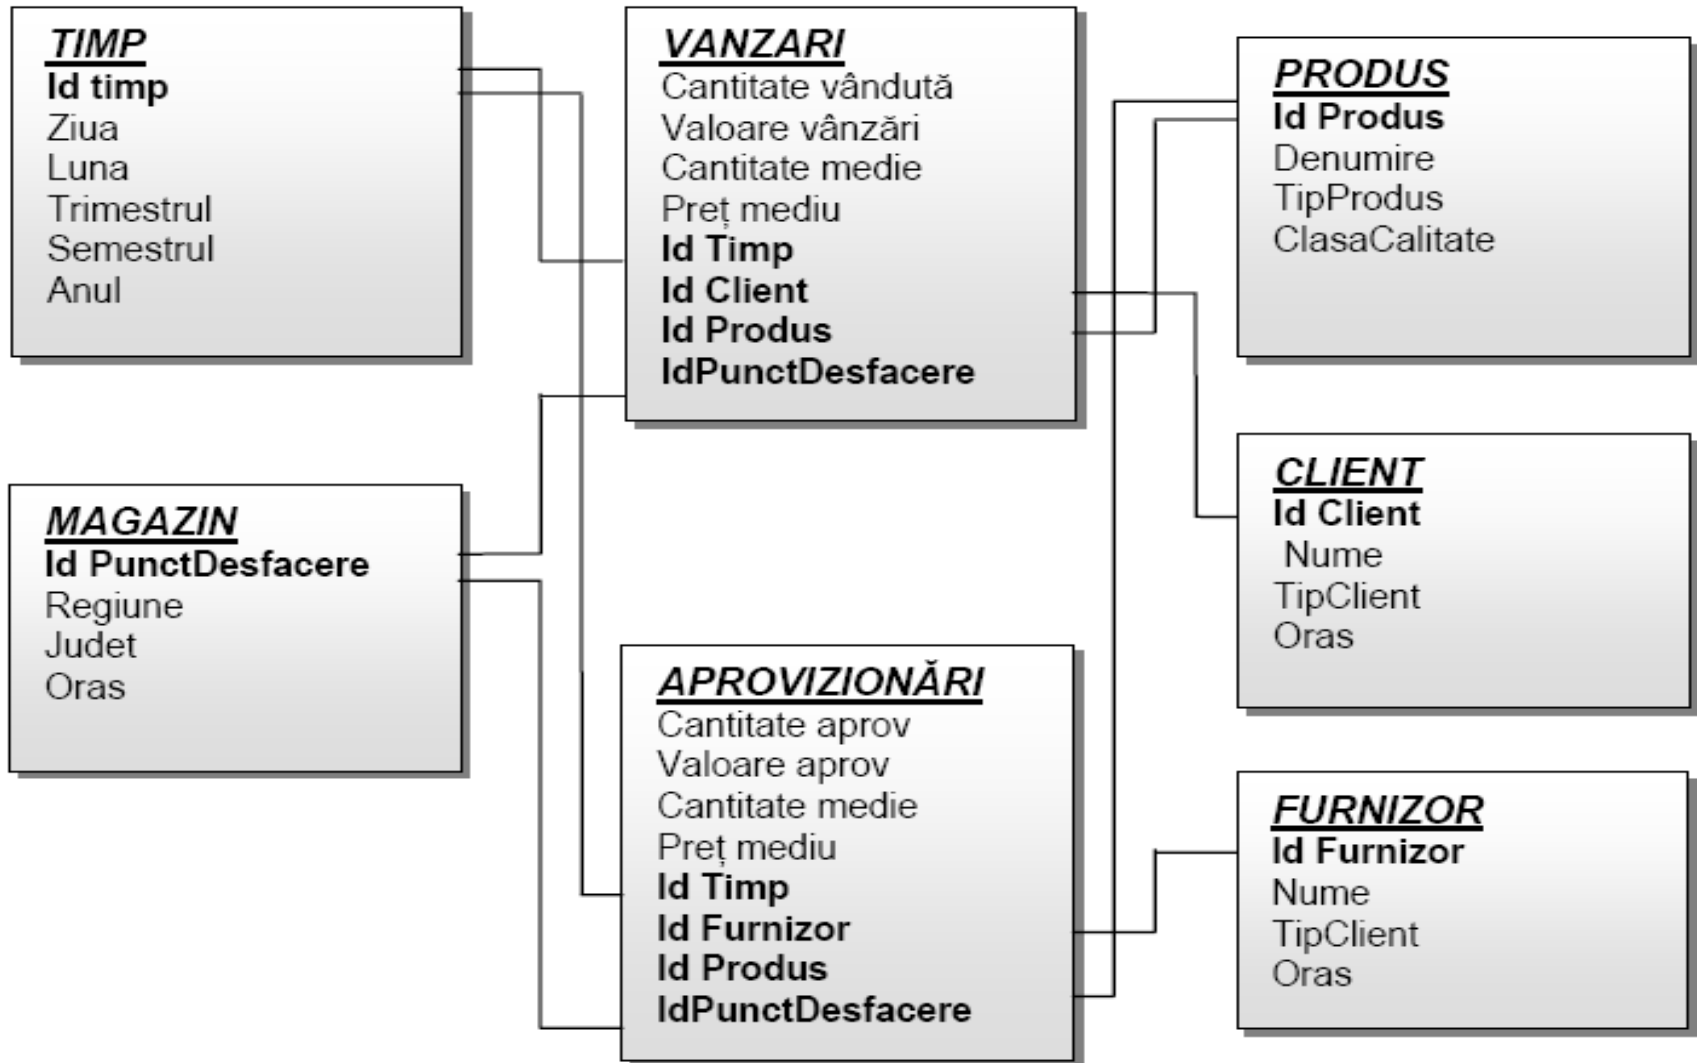 TIMP
Id timp
Ziua
Luna
Trimestrul
Semestrul
Anul
VANZARI
Cantitate vândută
Valoare vânzări
Cantitate medie
Preț mediu
Id Timp
Id Client
Id Produs
IdPunctDesfacere
PRODUS
Id Produs
Denumire
TipProdus
ClasaCalitate
MAGAZIN
Id PunctDesfacere
Regiune
Judet
Oras
CLIENT
Id Client
Nume
TipClient
Oras
APROVIZIONĂRI
Cantitate aprov
Valoare aprov
Cantitate medie
Preț mediu
Id Timp
Id Furnizor
Id Produs
IdPunctDesfacere
FURNIZOR
Id Furnizor
Nume
TipClient
Oras